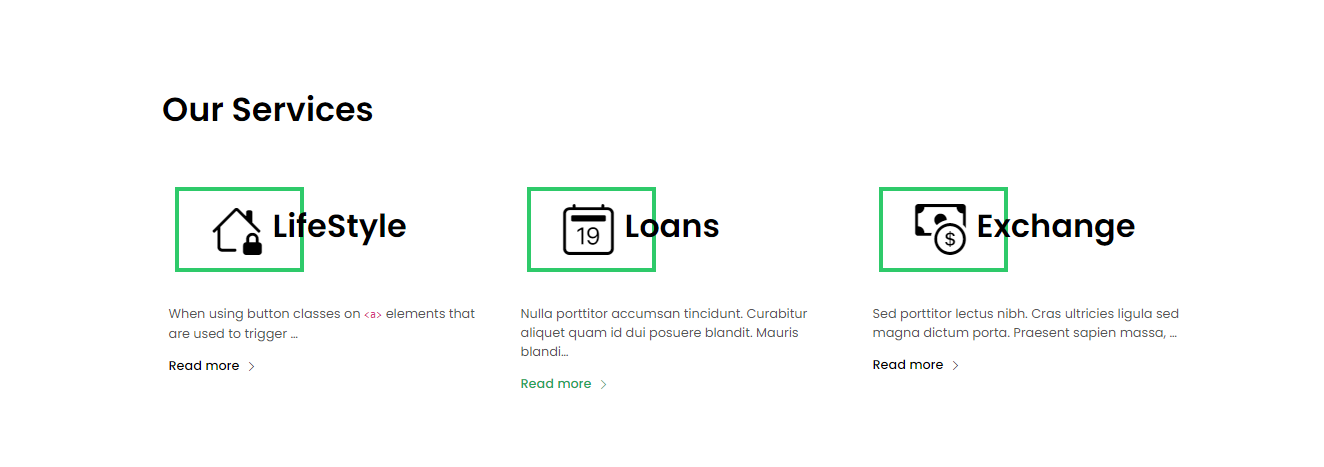 Our Services
LifeStyle
19
Loans
$
Exchange
When using button classes on <a> elements that
are used to trigger ...
Read more
Nulla porttitor accumsan tincidunt. Curabitur
aliquet quam id dui posuere blandit. Mauris
blandi...
Read more
Sed porttitor lectus nibh. Cras ultricies ligula sed
magna dictum porta. Praesent sapien massa, ...
Read more